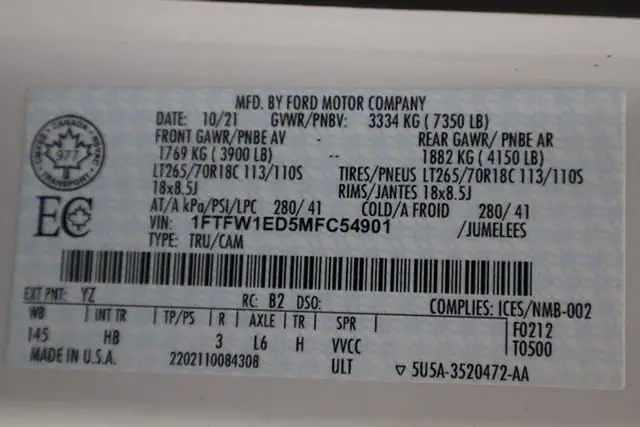 MFD. BY FORD MOTOR COMPANY
DATE: 10/21 GVWR/PNBV: 3334 KG ( 7350 LB)
FRONT GAWR/PNBE AV REAR GAWR/ PNBE AR
1769 KG ( 3900 LB) -- 1882 KG ( 4150 LB)
LT265/70R18C 113/110S TIRES/PNEUS LT265/70R18C 113/110S
18x8.5J RIMS/JANTES 18x8.5J
AT/A kPA/PSI/LPC 280/ 41 COLD/A FROID 280/ 41
VIN: 1FTFW1ED5MFC54901 /JUMELEES
TYPE: TRU/CAM
CANADA
977
TRANSPORT
EC
EXT PNT: YZ RC: B2 DSO: COMPLIES: ICES/NMB-002
WB INT TR TP/PS R AXLE TR SPR F0212
145 HB 3 L6 H VVCC T0500
MADE IN U.S.A. 2202110084308 ULT ▽ 5U5A-3520472-AA